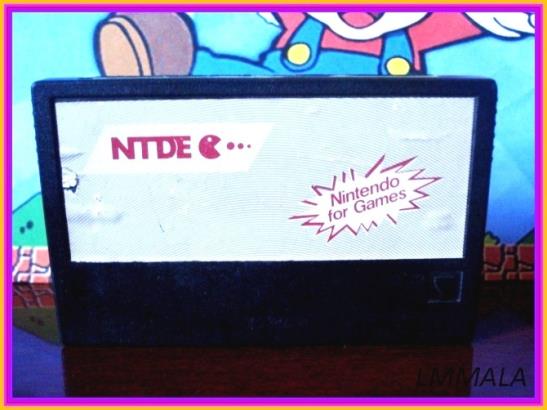 NTDE
Nintendo
for Games
LMMALA